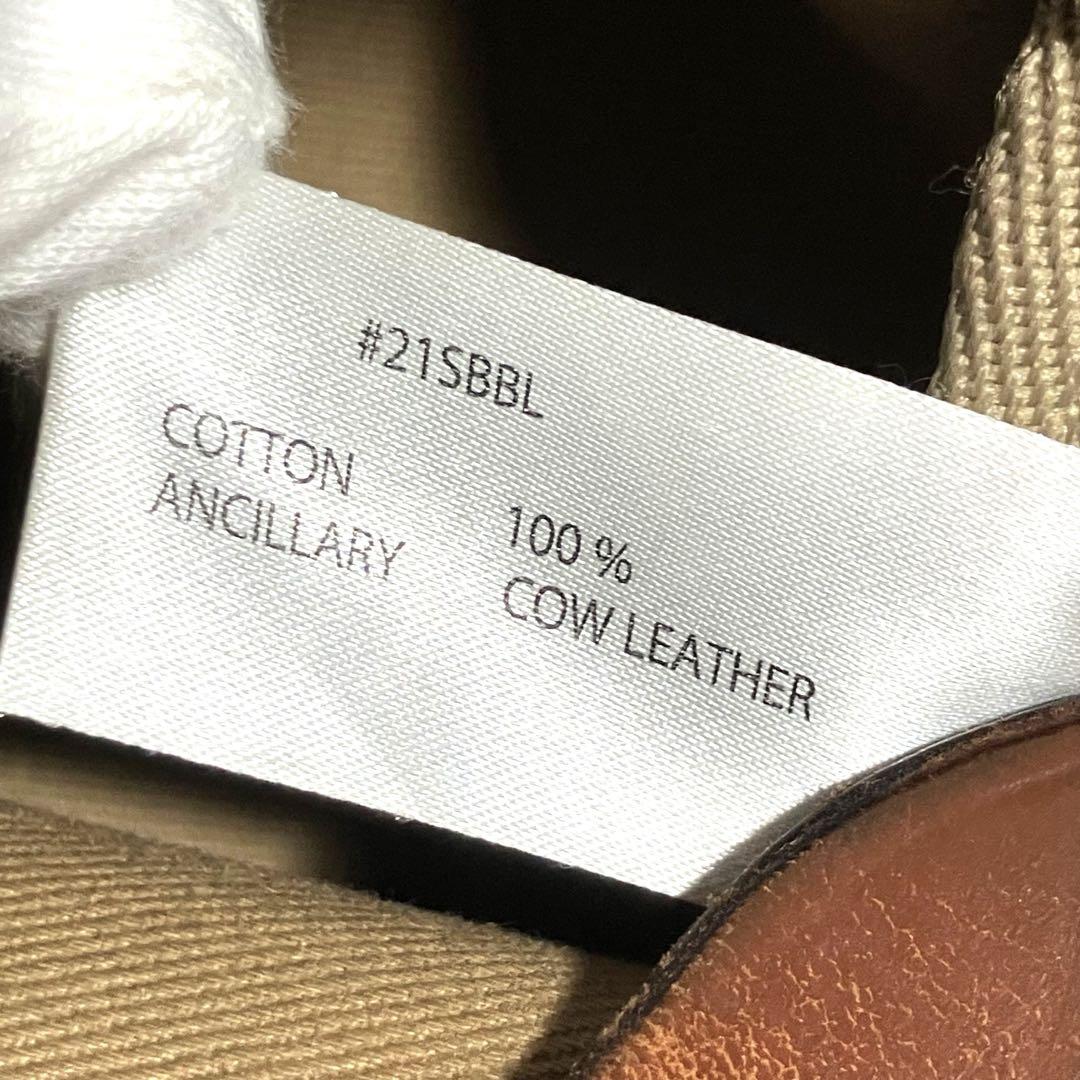 #21SBBL
COTTON 100 %
ANCILLARY COW LEATHER